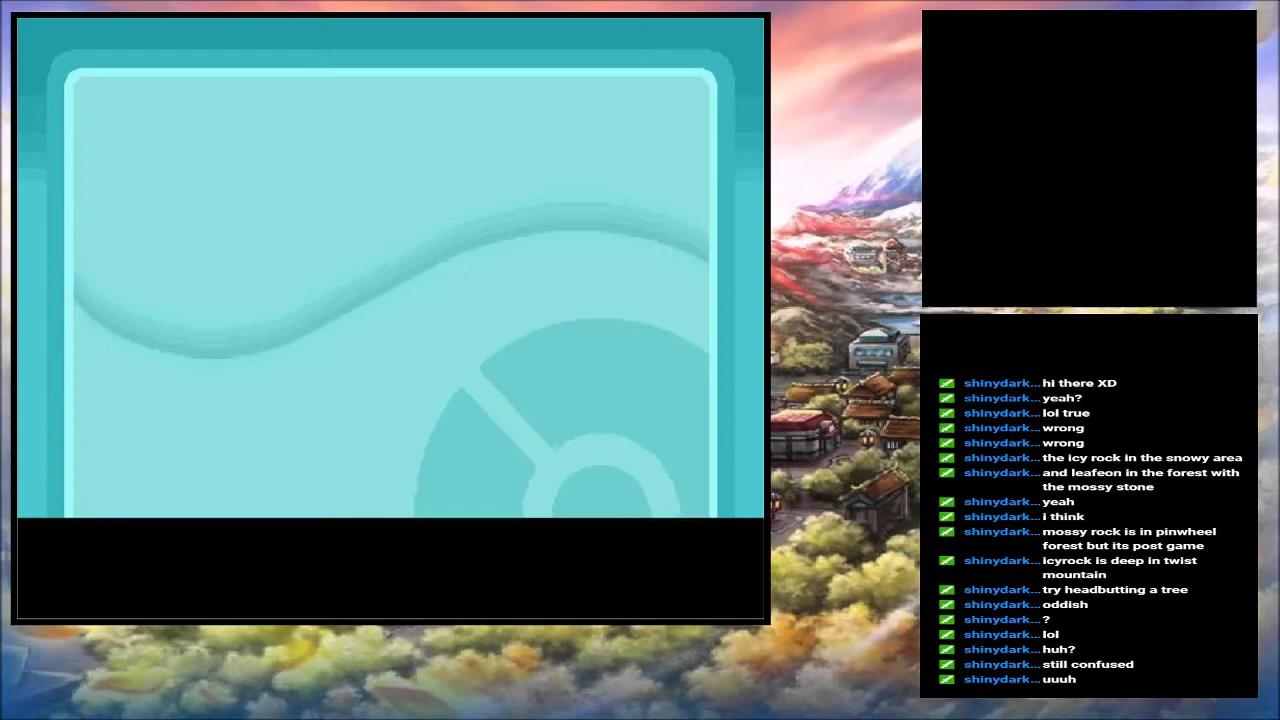 shinydark... hi there XD
shinydark... yeah?
shinydark... lol true
shinydark... wrong
shinydark... wrong
shinydark... the icy rock in the snowy area
shinydark... and leafeon in the forest with
the mossy stone
shinydark... yeah
shinydark... i think
shinydark... mossy rock is in pinwheel
forest but its post game
shinydark... Icyrock is deep in twist
mountain
shinydark... try headbutting a tree
shinydark... oddish
shinydark... ?
shinydark... lol
shinydark... huh?
shinydark... still confused
shinydark... uuuh